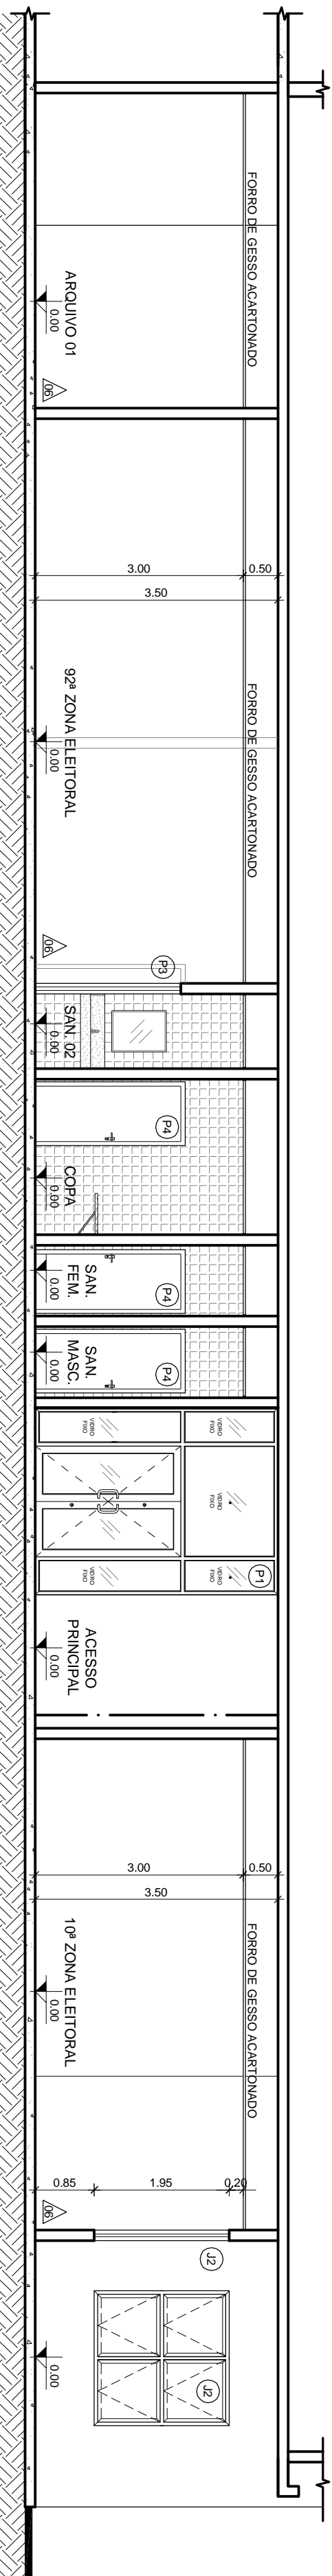 FORRO DE GESSO ACARTONADO
ARQUIVO 01
0.00
06
3.00
0.50
3.50
FORRO DE GESSO ACARTONADO
92ª ZONA ELEITORAL
0.00
06
P3
SAN. 02
0.00
P4
COPA
0.00
P4
SAN.
FEM.
0.00
P4
SAN.
MASC.
0.00
VIDRO
FIXO
VIDRO
FIXO
VIDRO
FIXO
VIDRO
FIXO
VIDRO
FIXO
P1
ACESSO
PRINCIPAL
0.00
3.00
0.50
3.50
FORRO DE GESSO ACARTONADO
10ª ZONA ELEITORAL
0.00
0.85
1.95
0.20
06
J2
J2
0.00